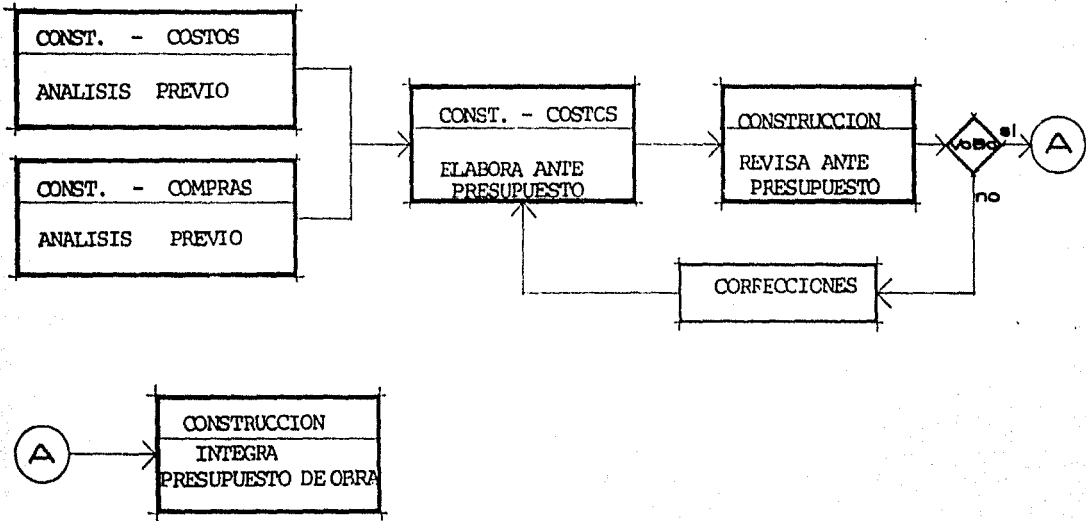 CONST. - COSTOS
ANALISIS PREVIO
CONST. - COMPRAS
ANALISIS PREVIO
CONST. - COSTCS
ELABORA ANTE
PRESUPUESTO
CONSTRUCCION
REVISA ANTE
PRESUPUESTO
VoBo
si
A
no
CORFECCIONES
A
CONSTRUCCION
INTEGRA
PRESUPUESTO DE OBRA